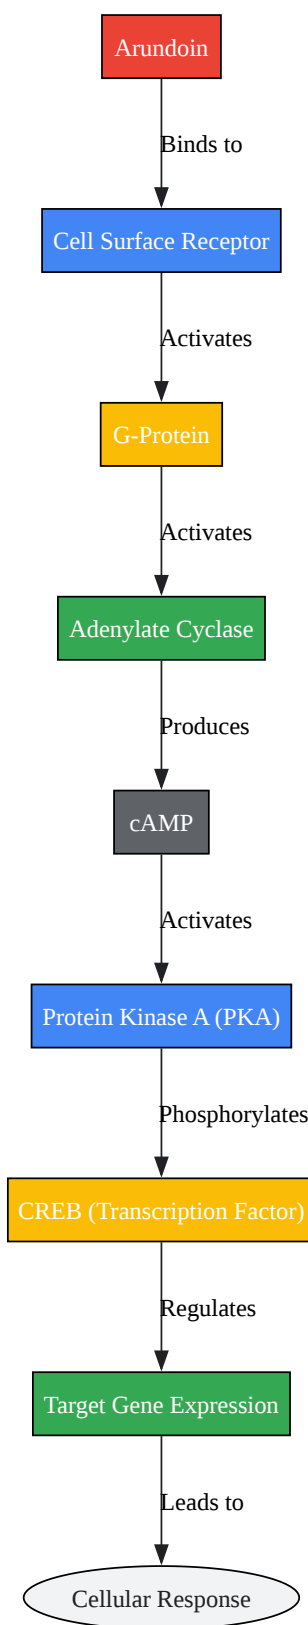 Arundoin
Binds to
Cell Surface Receptor
Activates
G-Protein
Activates
Adenylate Cyclase
Produces
cAMP
Activates
Protein Kinase A (PKA)
Phosphorylates
CREB (Transcription Factor)
Regulates
Target Gene Expression
Leads to
Cellular Response